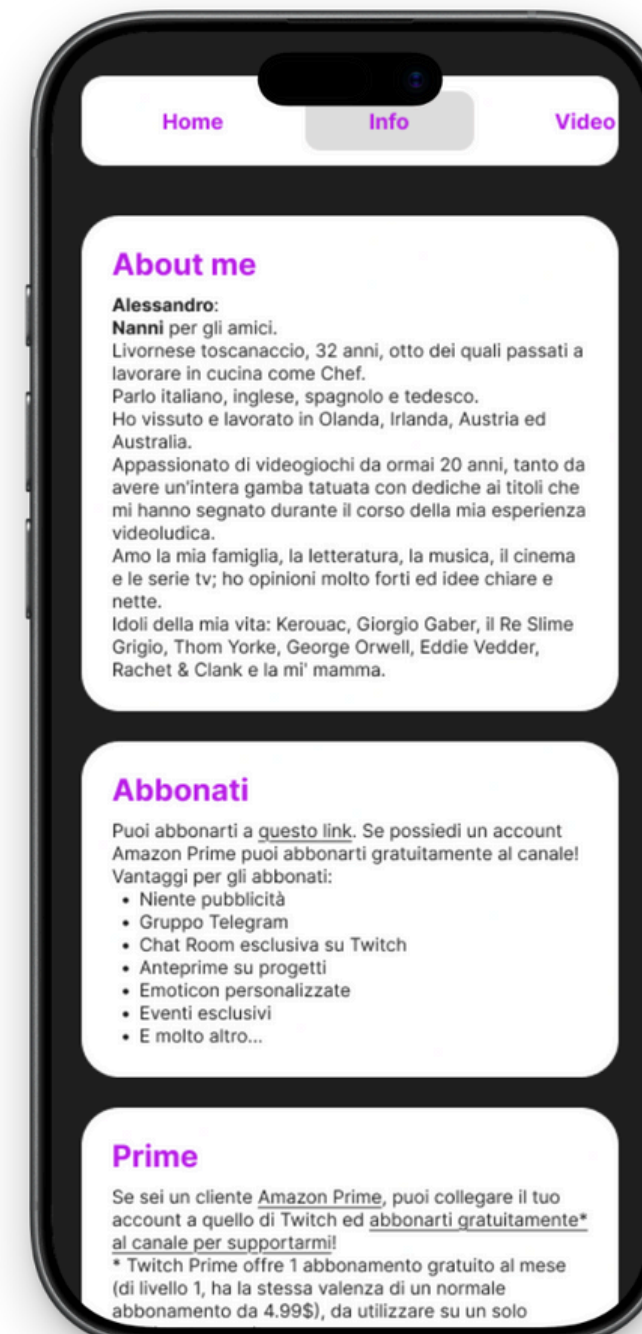 Home Info Video
About me
Alessandro:
Nanni per gli amici.
Livornese toscanaccio, 32 anni, otto dei quali passati a
lavorare in cucina come Chef.
Parlo italiano, inglese, spagnolo e tedesco.
Ho vissuto e lavorato in Olanda, Irlanda, Austria ed
Australia.
Appassionato di videogiochi da ormai 20 anni, tanto da
avere un'intera gamba tatuata con dediche ai titoli che
mi hanno segnato durante il corso della mia esperienza
videoludica.
Amo la mia famiglia, la letteratura, la musica, il cinema
e le serie tv; ho opinioni molto forti ed idee chiare e
nette.
Idoli della mia vita: Kerouac, Giorgio Gaber, il Re Slime
Grigio, Thom Yorke, George Orwell, Eddie Vedder,
Rachet & Clank e la mi' mamma.
Abbonati
Puoi abbonarti a questo link. Se possiedi un account
Amazon Prime puoi abbonarti gratuitamente al canale!
Vantaggi per gli abbonati:
• Niente pubblicità
• Gruppo Telegram
• Chat Room esclusiva su Twitch
• Anteprime su progetti
• Emoticon personalizzate
• Eventi esclusivi
• E molto altro...
Prime
Se sei un cliente Amazon Prime, puoi collegare il tuo
account a quello di Twitch ed abbonarti gratuitamente*
al canale per supportarmi!
* Twitch Prime offre 1 abbonamento gratuito al mese
(di livello 1, ha la stessa valenza di un normale
abbonamento da 4.99$), da utilizzare su un solo